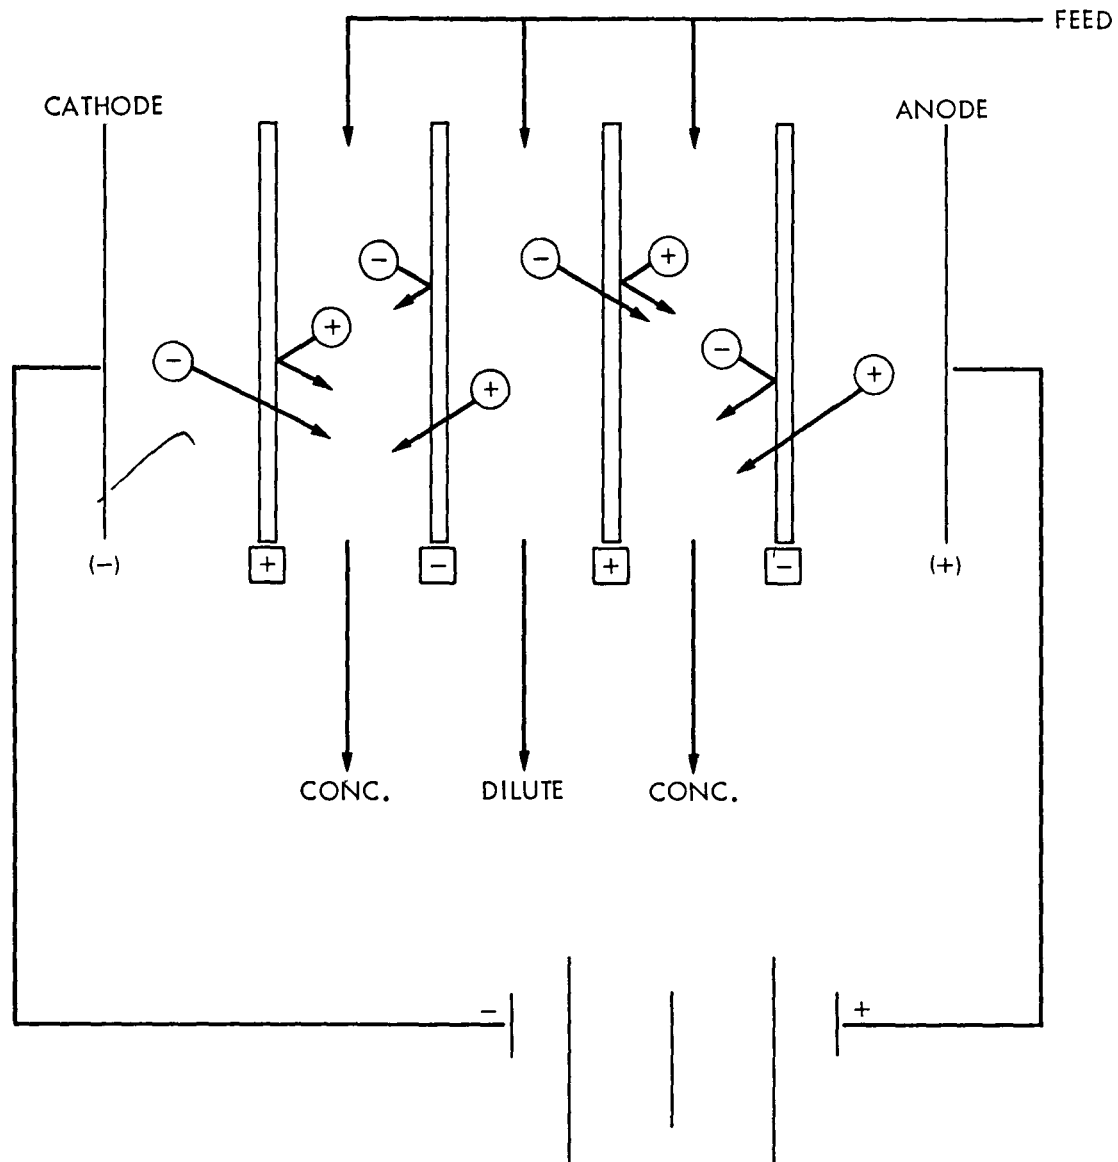 FEED
CATHODE ANODE
- + - +
- + - +
- +
(-) + - + - (+)
CONC. DILUTE CONC.
- +